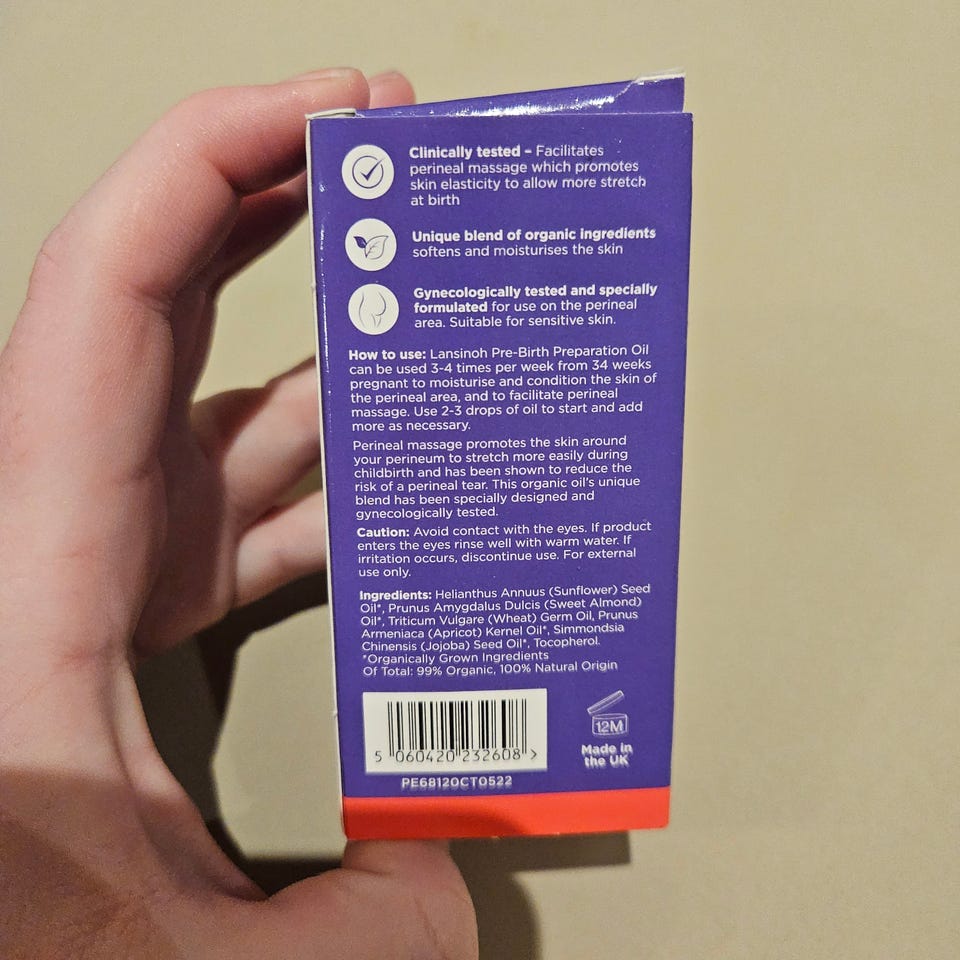 Clinically tested – Facilitates
perineal massage which promotes
skin elasticity to allow more stretch
at birth
Unique blend of organic ingredients
softens and moisturises the skin
Gynecologically tested and specially
formulated for use on the perineal
area. Suitable for sensitive skin.
How to use: Lansinoh Pre-Birth Preparation Oil
can be used 3-4 times per week from 34 weeks
pregnant to moisturise and condition the skin of
the perineal area, and to facilitate perineal
massage. Use 2-3 drops of oil to start and add
more as necessary.
Perineal massage promotes the skin around
your perineum to stretch more easily during
childbirth and has been shown to reduce the
risk of a perineal tear. This organic oil's unique
blend has been specially designed and
gynecologically tested.
Caution: Avoid contact with the eyes. If product
enters the eyes rinse well with warm water. If
irritation occurs, discontinue use. For external
use only.
Ingredients: Helianthus Annuus (Sunflower) Seed
Oil*, Prunus Amygdalus Dulcis (Sweet Almond)
Oil*, Triticum Vulgare (Wheat) Germ Oil, Prunus
Armeniaca (Apricot) Kernel Oil*, Simmondsia
Chinensis (Jojoba) Seed Oil*, Tocopherol.
*Organically Grown Ingredients
Of Total: 99% Organic, 100% Natural Origin
5 060420 232608 >
PE68120CT0522
12M
Made in
the UK